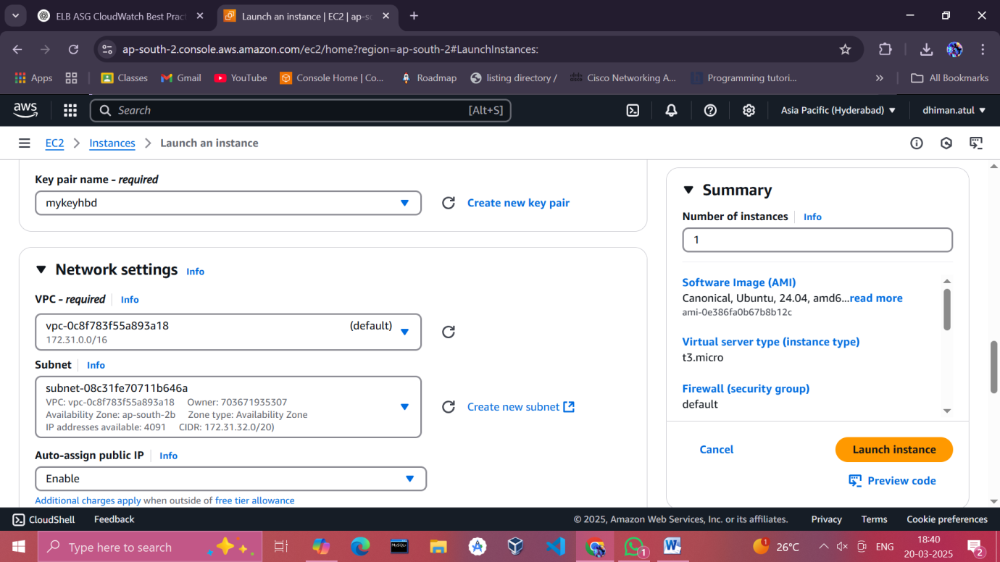 ELB ASG CloudWatch Best Prac
Launch an instance | EC2 | ap-so
ap-south-2.console.aws.amazon.com/ec2/home?region=ap-south-2#LaunchInstances:
Apps
Classes
Gmail
YouTube
Console Home | Co...
Roadmap
listing directory /
Cisco Networking A...
Programming tutori...
All Bookmarks
aws
Search
[Alt+S]
Asia Pacific (Hyderabad)
dhiman.atul
EC2
Instances
Launch an instance
Key pair name - required
mykeyhbd
Create new key pair
Network settings Info
VPC - required Info
vpc-0c8f783f55a893a18 (default)
172.31.0.0/16
Subnet Info
subnet-08c31fe70711b646a
VPC: vpc-0c8f783f55a893a18 Owner: 703671935307
Availability Zone: ap-south-2b Zone type: Availability Zone
IP addresses available: 4091 CIDR: 172.31.32.0/20)
Create new subnet
Auto-assign public IP Info
Enable
Additional charges apply when outside of free tier allowance
Summary
Number of instances Info
1
Software Image (AMI)
Canonical, Ubuntu, 24.04, amd6...read more
ami-0e386fa0b67b8b12c
Virtual server type (instance type)
t3.micro
Firewall (security group)
default
Cancel
Launch instance
Preview code
CloudShell
Feedback
© 2025, Amazon Web Services, Inc. or its affiliates.
Privacy
Terms
Cookie preferences
Type here to search
MySQL
1
1
26°C
ENG
18:40
20-03-2025
2